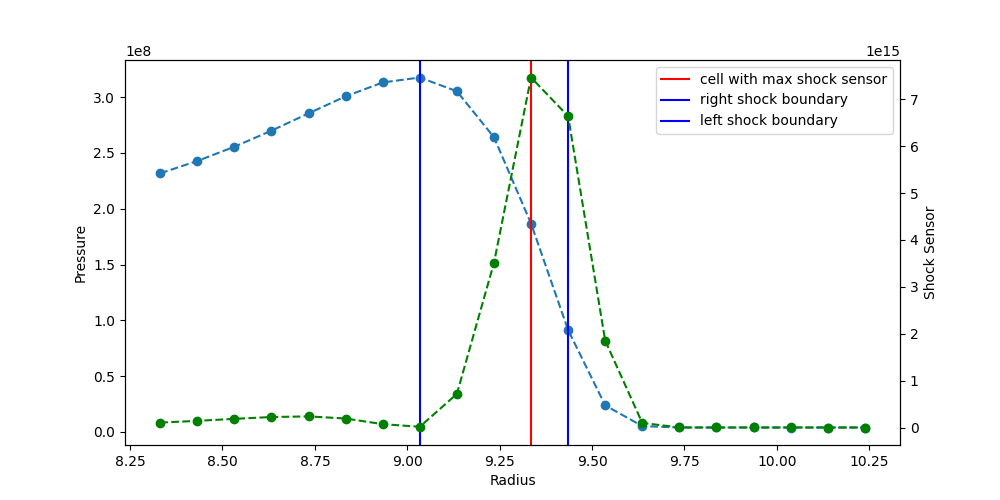 1e8
1e15
cell with max shock sensor
right shock boundary
left shock boundary
3.0
2.5
2.0
1.5
1.0
0.5
0.0
Pressure
7
6
5
4
3
2
1
0
Shock Sensor
8.25 8.50 8.75 9.00 9.25 9.50 9.75 10.00 10.25
Radius